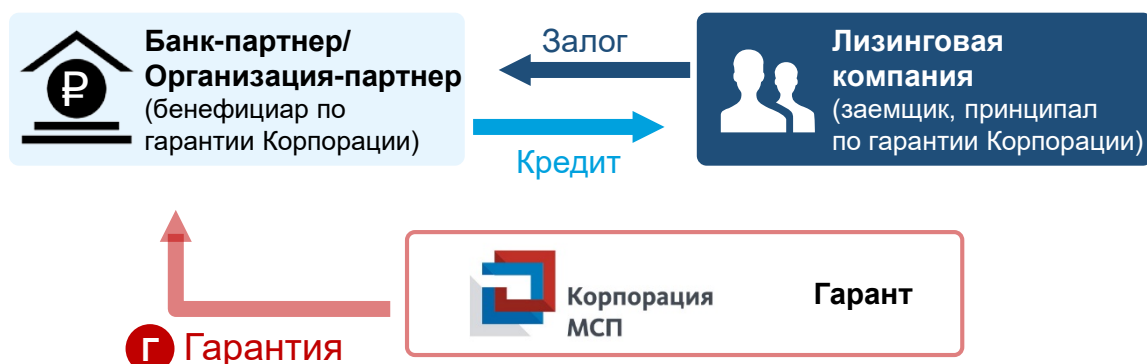 Банк-партнер/
Организация-партнер
(бенефициар по
гарантии Корпорации)
Залог
Кредит
Лизинговая
компания
(заемщик, принципал
по гарантии Корпорации)
Корпорация
МСП
Гарант
Г Гарантия